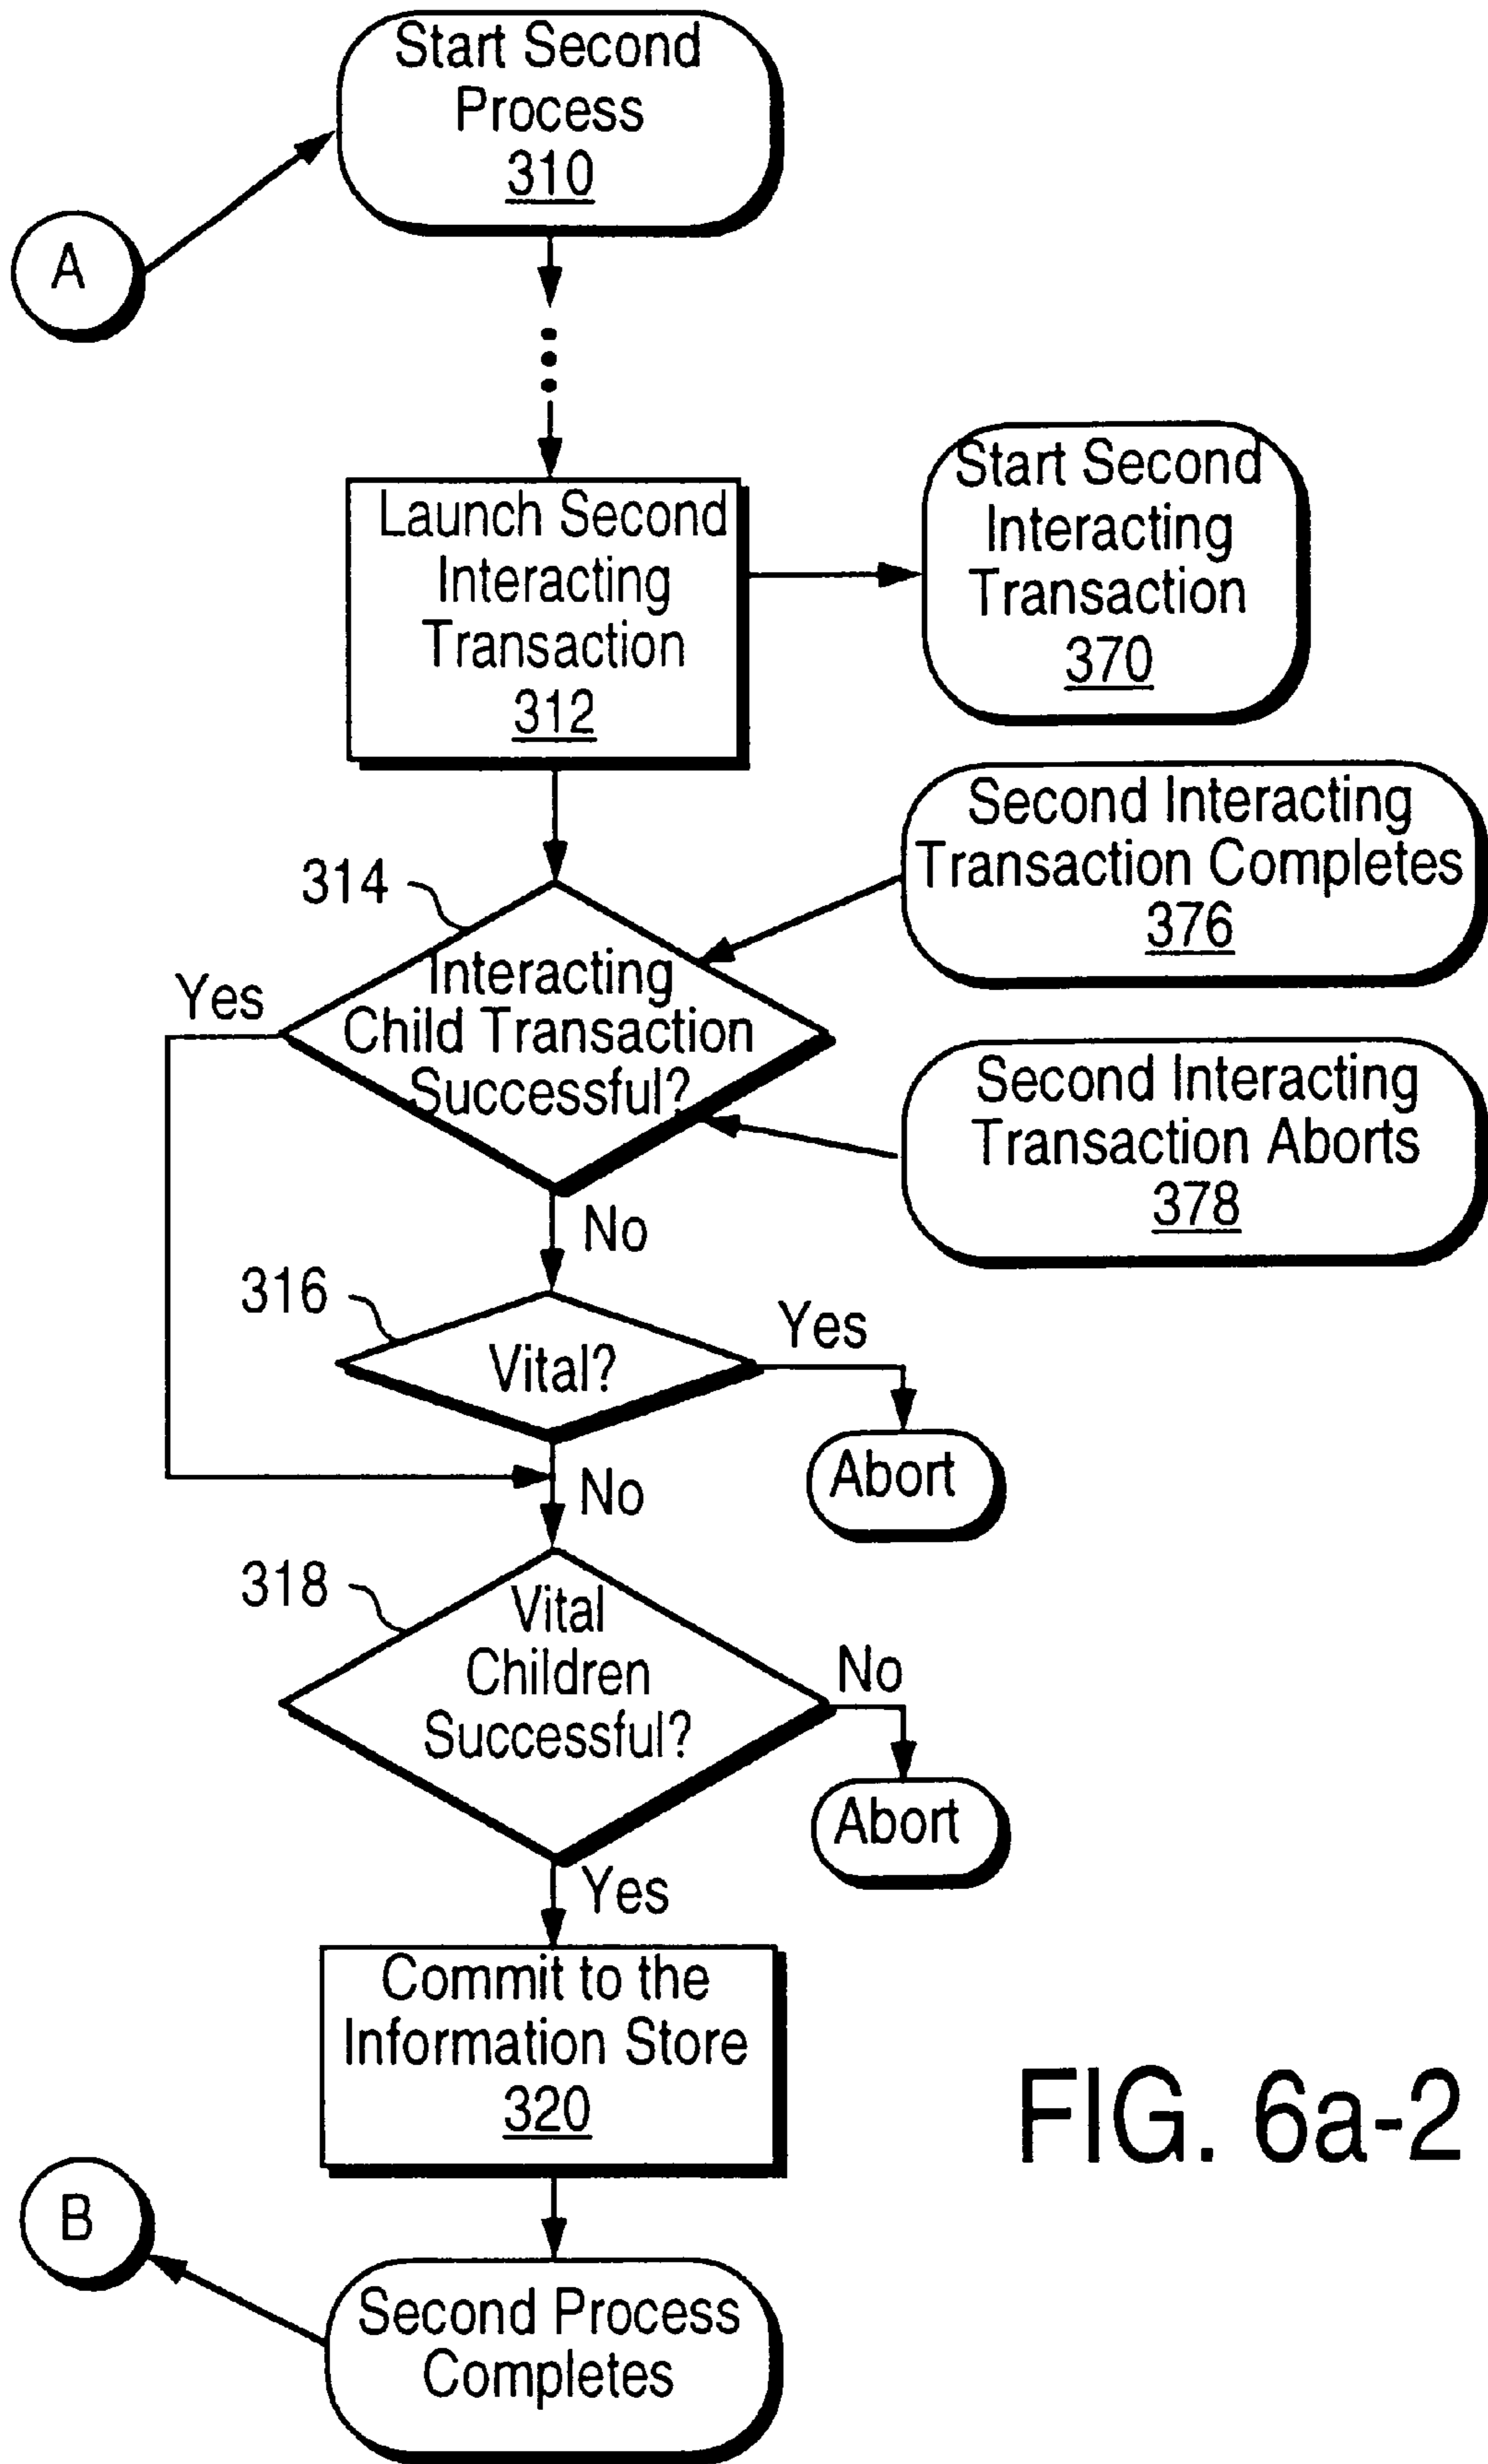 Start Second
Process
310
A
Launch Second
Interacting
Transaction
312
Start Second
Interacting
Transaction
370
Second Interacting
Transaction Completes
376
314
Yes
Interacting
Child Transaction
Successful?
Second Interacting
Transaction Aborts
378
No
316
Vital?
Yes
Abort
No
318
Vital
Children
Successful?
No
Abort
Yes
Commit to the
Information Store
320
FIG. 6a-2
B
Second Process
Completes